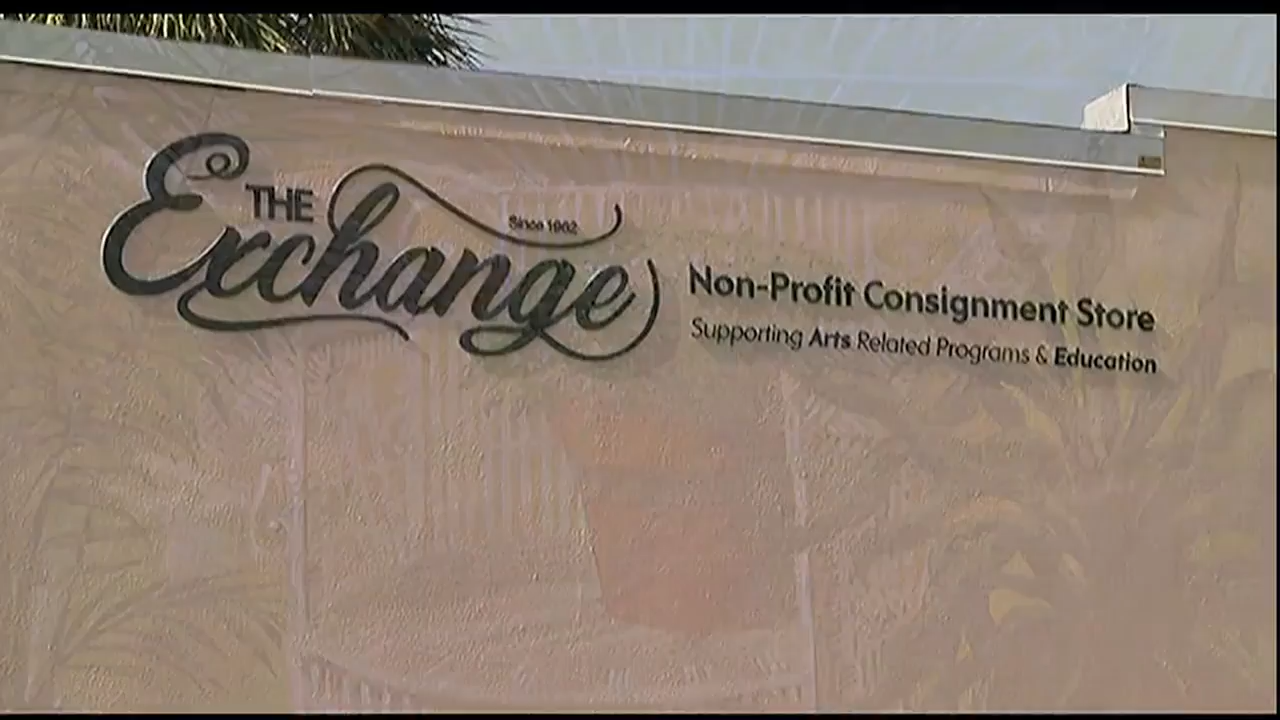 THE
Exchange
Since 1962
Non-Profit Consignment Store
Supporting Arts Related Programs & Education